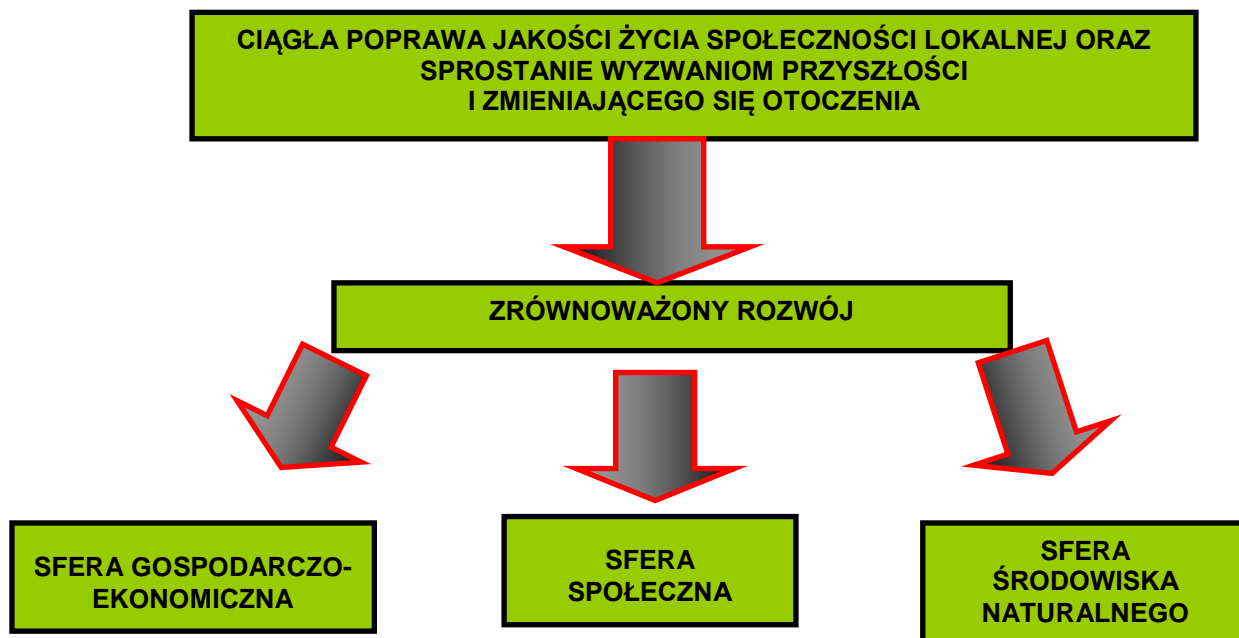 CIĄGŁA POPRAWA JAKOŚCI ŻYCIA SPOŁECZNOŚCI LOKALNEJ ORAZ
SPROSTANIE WYZWANIOM PRZYSZŁOŚCI
I ZMIENIAJĄCEGO SIĘ OTOCZENIA
ZRÓWNOWAŻONY ROZWÓJ
SFERA GOSPODARCZO-
EKONOMICZNA
SFERA
SPOŁECZNA
SFERA
ŚRODOWISKA
NATURALNEGO